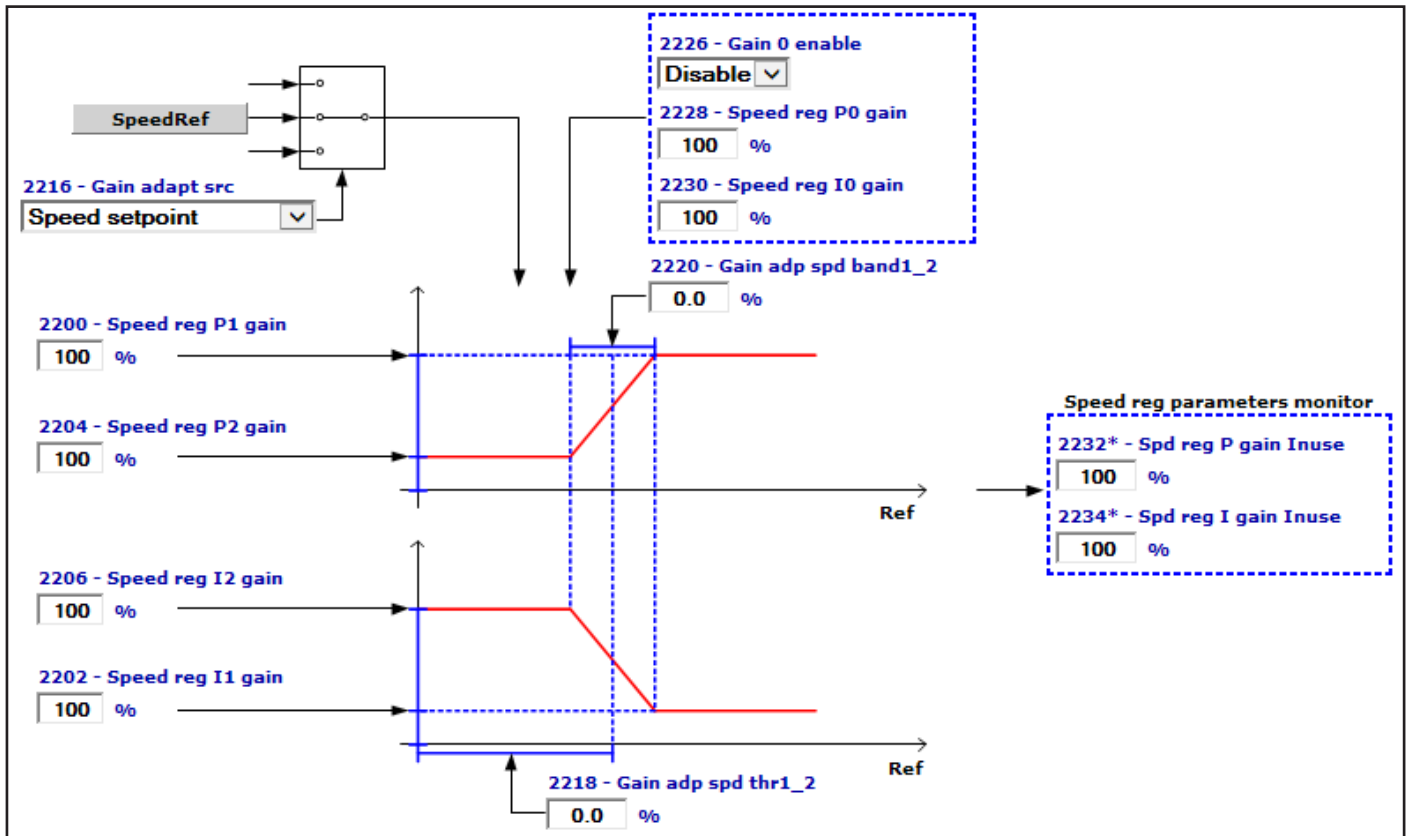 2226 - Gain 0 enable
Disable
SpeedRef
2228 - Speed reg P0 gain
100 %
2216 - Gain adapt src
Speed setpoint
2230 - Speed reg I0 gain
100 %
2220 - Gain adp spd band1_2
0.0 %
2200 - Speed reg P1 gain
100 %
2204 - Speed reg P2 gain
100 %
Ref
Speed reg parameters monitor
2232* - Spd reg P gain Inuse
100 %
2234* - Spd reg I gain Inuse
100 %
2206 - Speed reg I2 gain
100 %
2202 - Speed reg I1 gain
100 %
Ref
2218 - Gain adp spd thr1_2
0.0 %